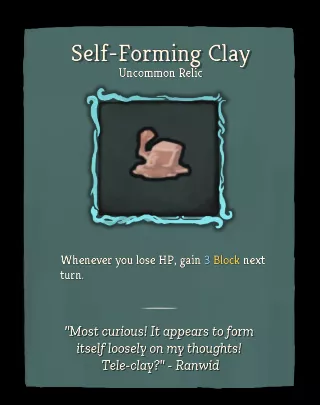 Self-Forming Clay
Uncommon Relic
Whenever you lose HP, gain 3 Block next
turn.
"Most curious! It appears to form
itself loosely on my thoughts!
Tele-clay?" - Ranwid